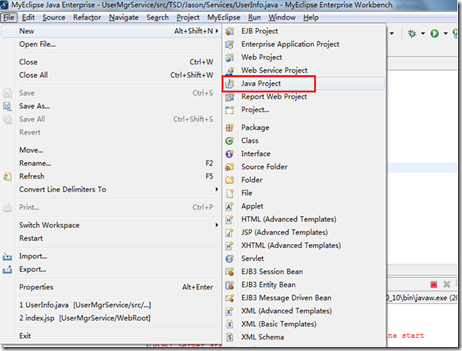 MyEclipse Java Enterprise - UserMgrService/src/TSD/Jason/Services/UserInfo.java - MyEclipse Enterprise Workbench
File Edit Source Refactor Navigate Search Project MyEclipse Run Window Help
New Alt+Shift+N
Open File...
Close Ctrl+W
Close All Ctrl+Shift+W
Save Ctrl+S
Save As...
Save All Ctrl+Shift+S
Revert
Move...
Rename... F2
Refresh F5
Convert Line Delimiters To
Print... Ctrl+P
Switch Workspace
Restart
Import...
Export...
Properties Alt+Enter
1 UserInfo.java [UserMgrService/src/...]
2 index.jsp [UserMgrService/WebRoot]
Exit
EJB Project
Enterprise Application Project
Web Project
Web Service Project
Java Project
Report Web Project
Project...
Package
Class
Interface
Source Folder
Folder
File
Applet
HTML (Advanced Templates)
JSP (Advanced Templates)
XHTML (Advanced Templates)
Servlet
EJB3 Session Bean
EJB3 Entity Bean
EJB3 Message Driven Bean
XML (Advanced Templates)
XML (Basic Templates)
XML Schema
0_10\bin\javaw.exe (2
na start